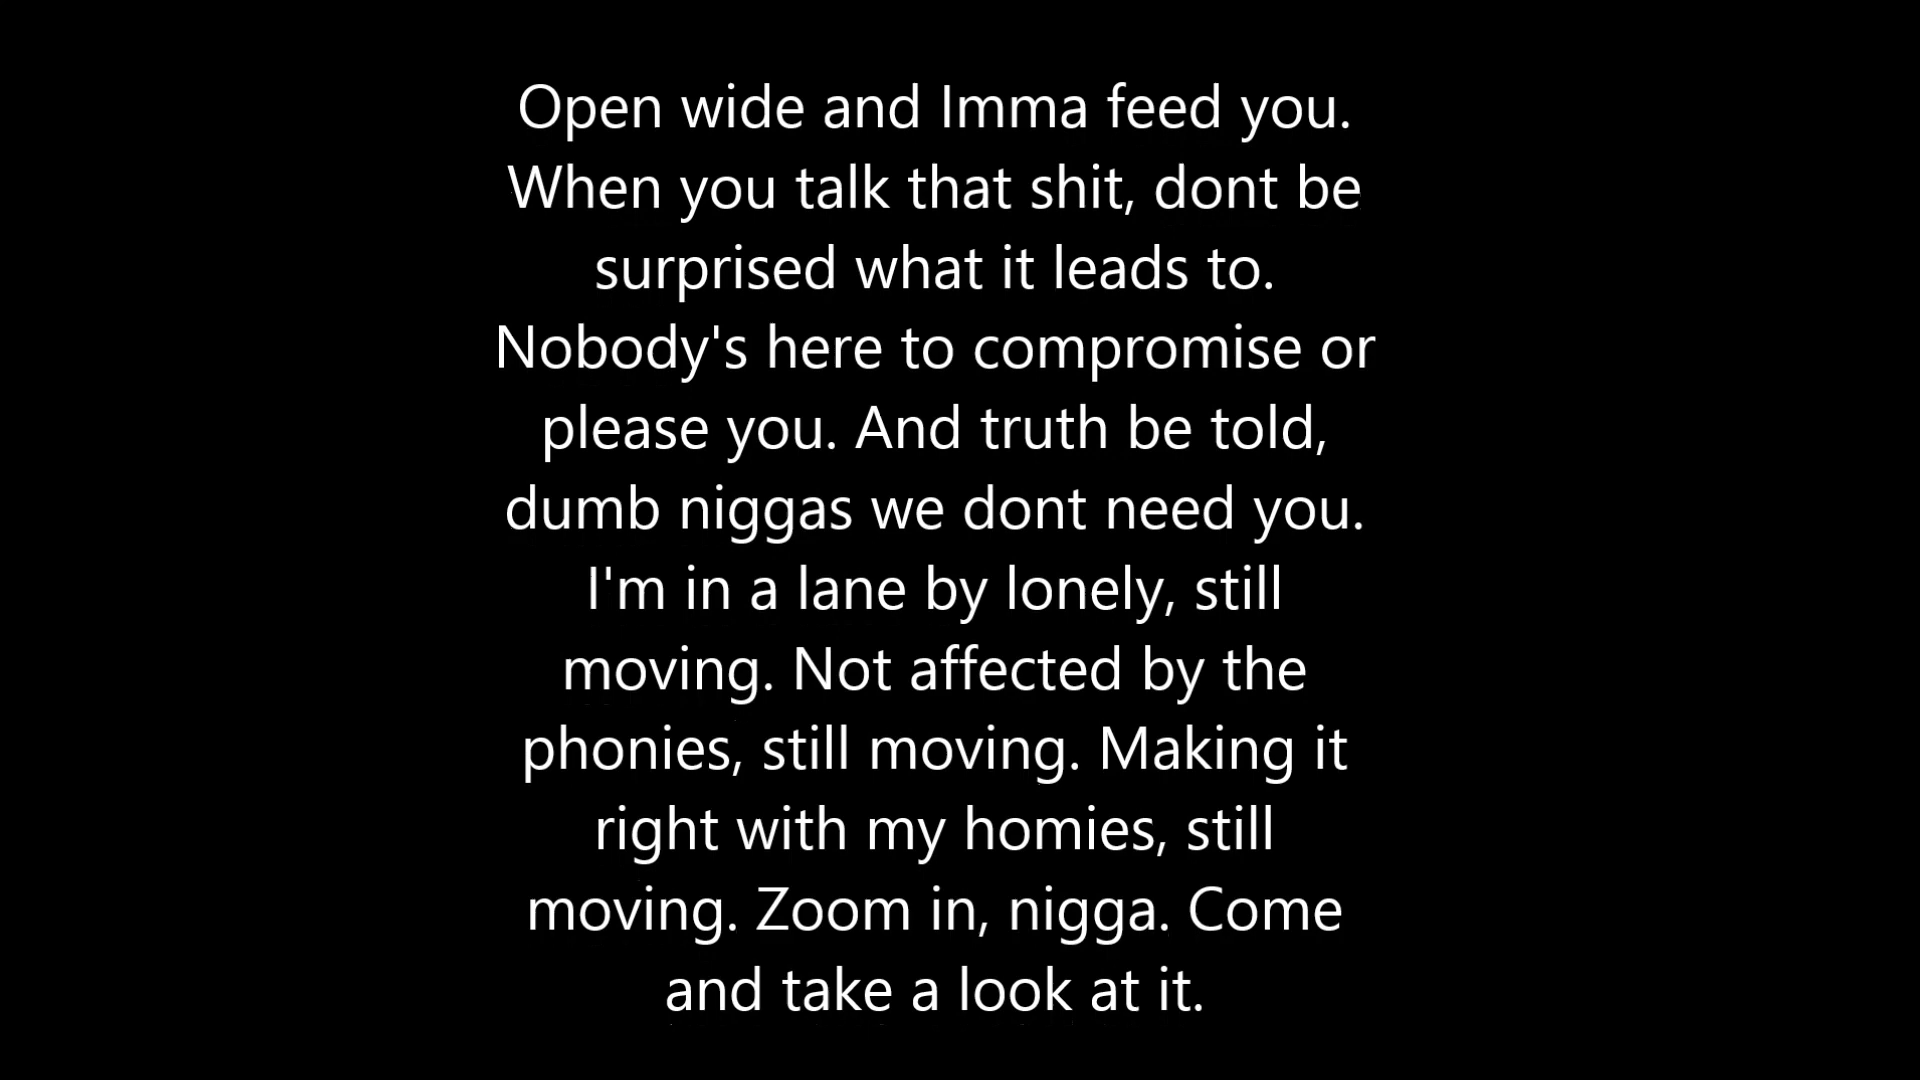 Open wide and Imma feed you.
When you talk that shit, dont be
surprised what it leads to.
Nobody's here to compromise or
please you. And truth be told,
dumb niggas we dont need you.
I'm in a lane by lonely, still
moving. Not affected by the
phonies, still moving. Making it
right with my homies, still
moving. Zoom in, nigga. Come
and take a look at it.